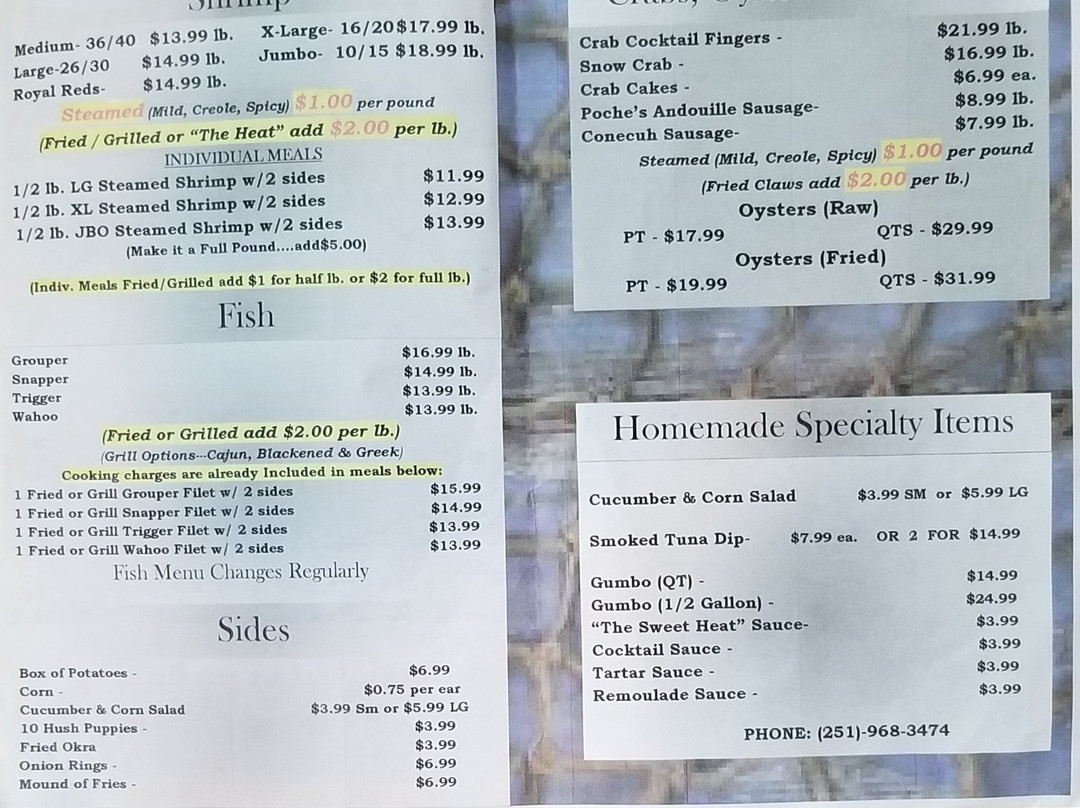 Shrimp
Medium- 36/40 $13.99 lb. X-Large- 16/20 $17.99 lb.
Large-26/30 $14.99 lb. Jumbo- 10/15 $18.99 lb.
Royal Reds- $14.99 lb.
Steamed (Mild, Creole, Spicy) $1.00 per pound
(Fried / Grilled or “The Heat” add $2.00 per lb.)
INDIVIDUAL MEALS
1/2 lb. LG Steamed Shrimp w/2 sides $11.99
1/2 lb. XL Steamed Shrimp w/2 sides $12.99
1/2 lb. JBO Steamed Shrimp w/2 sides $13.99
(Make it a Full Pound....add$5.00)
(Indiv. Meals Fried/Grilled add $1 for half lb. or $2 for full lb.)
Fish
Grouper $16.99 lb.
Snapper $14.99 lb.
Trigger $13.99 lb.
Wahoo $13.99 lb.
(Fried or Grilled add $2.00 per lb.)
(Grill Options---Cajun, Blackened & Greek)
Cooking charges are already Included in meals below:
1 Fried or Grill Grouper Filet w/ 2 sides $15.99
1 Fried or Grill Snapper Filet w/ 2 sides $14.99
1 Fried or Grill Trigger Filet w/ 2 sides $13.99
1 Fried or Grill Wahoo Filet w/ 2 sides $13.99
Fish Menu Changes Regularly
Sides
Box of Potatoes - $6.99
Corn - $0.75 per ear
Cucumber & Corn Salad $3.99 Sm or $5.99 LG
10 Hush Puppies - $3.99
Fried Okra $3.99
Onion Rings - $6.99
Mound of Fries - $6.99
Crab Cocktail Fingers - $21.99 lb.
Snow Crab - $16.99 lb.
Crab Cakes - $6.99 ea.
Poche’s Andouille Sausage- $8.99 lb.
Conecuh Sausage- $7.99 lb.
Steamed (Mild, Creole, Spicy) $1.00 per pound
(Fried Claws add $2.00 per lb.)
Oysters (Raw)
PT - $17.99 QTS - $29.99
Oysters (Fried)
PT - $19.99 QTS - $31.99
Homemade Specialty Items
Cucumber & Corn Salad $3.99 SM or $5.99 LG
Smoked Tuna Dip- $7.99 ea. OR 2 FOR $14.99
Gumbo (QT) - $14.99
Gumbo (1/2 Gallon) - $24.99
“The Sweet Heat” Sauce- $3.99
Cocktail Sauce - $3.99
Tartar Sauce - $3.99
Remoulade Sauce - $3.99
PHONE: (251)-968-3474